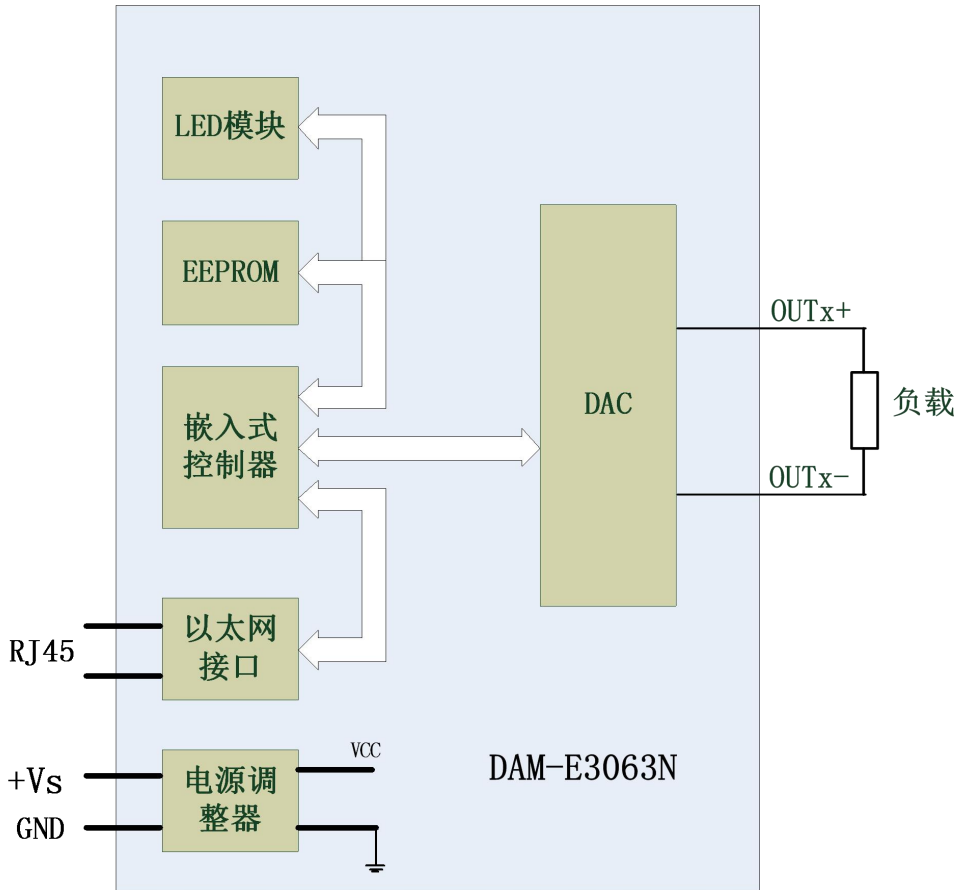 LED模块
EEPROM
嵌入式
控制器
DAC
OUTx+
OUTx-
负载
RJ45
以太网
接口
+Vs
GND
电源调
整器
VCC
DAM-E3063N